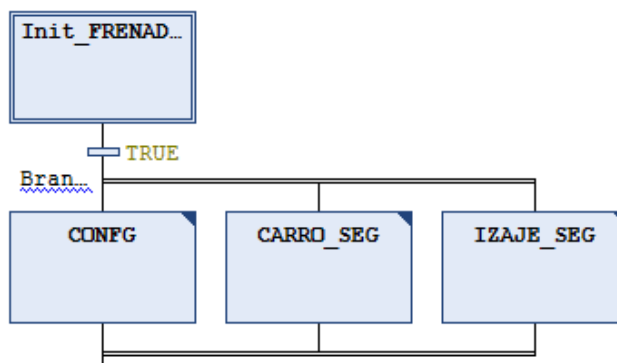 Init_FRENAD…
TRUE
Bran…
CONFG
CARRO_SEG
IZAJE_SEG